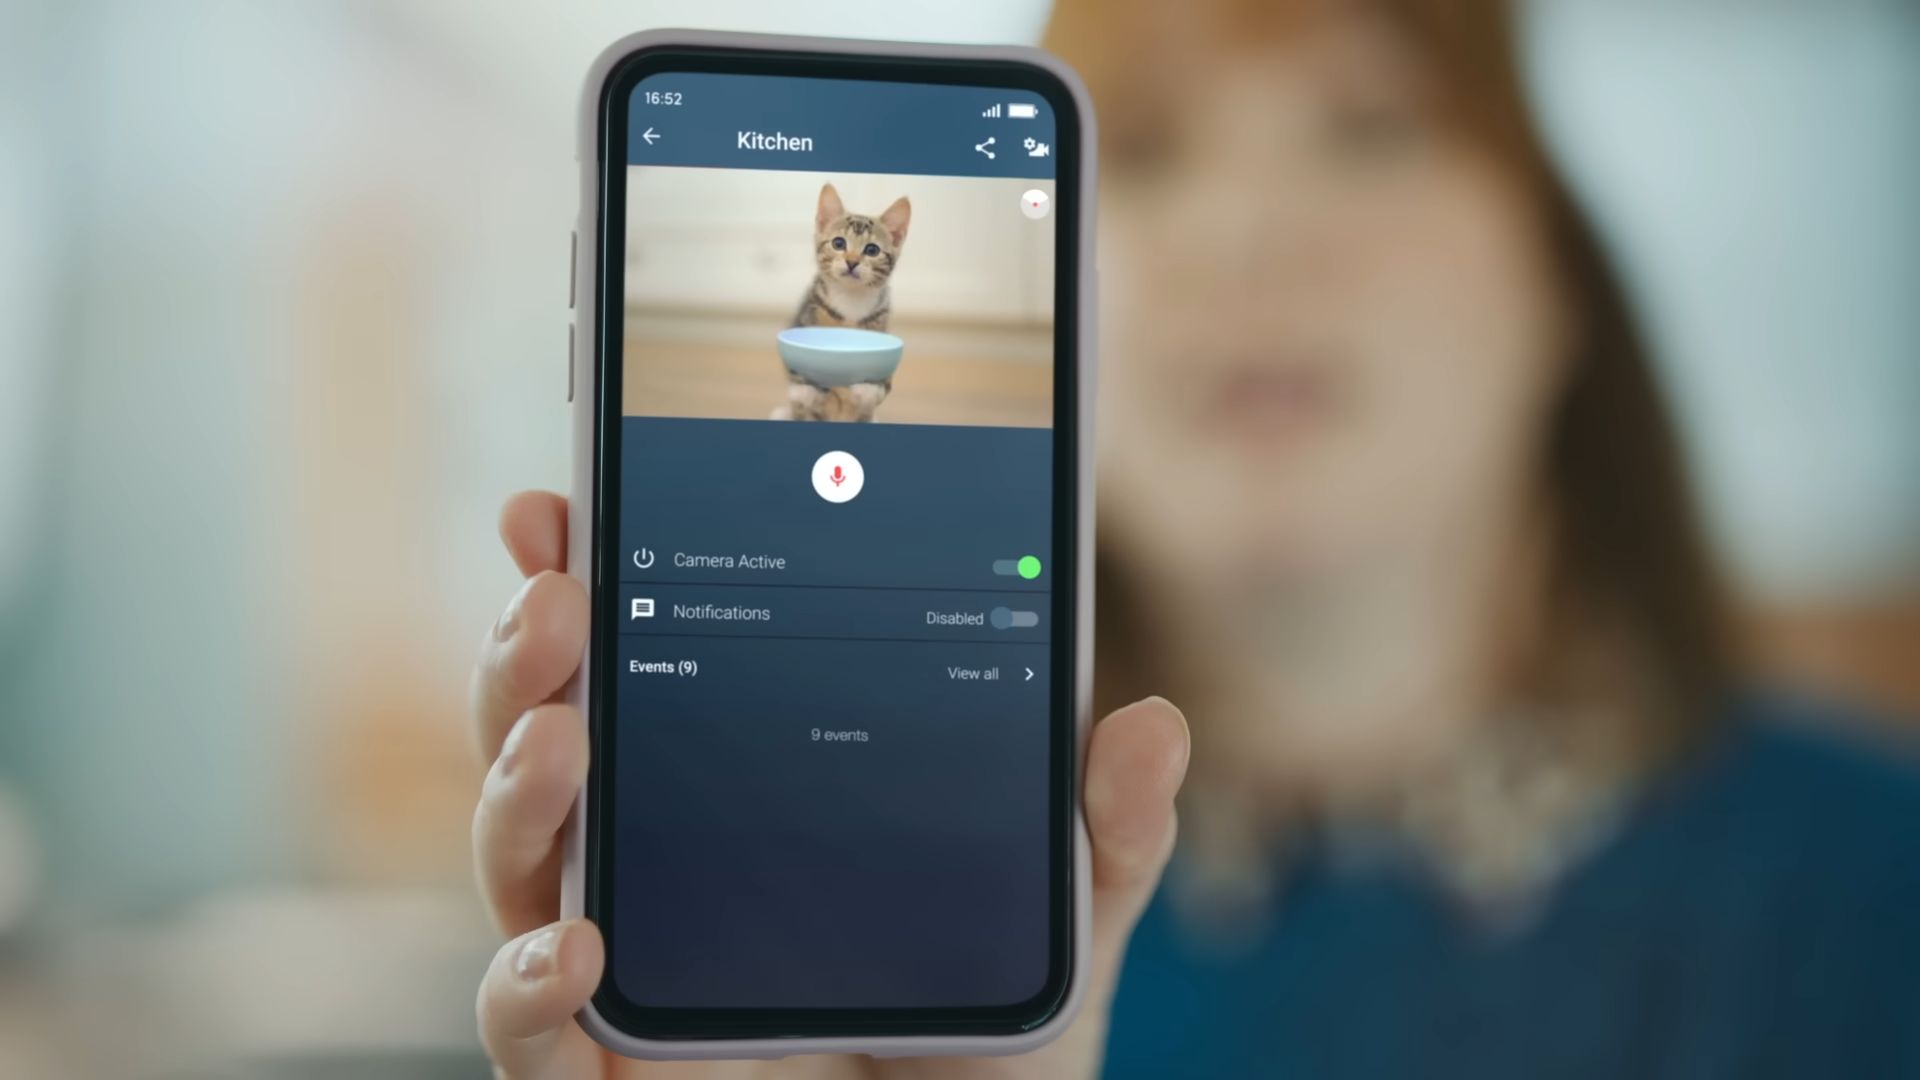 16:52
Kitchen
Camera Active
Notifications Disabled
Events (9) View all
9 events